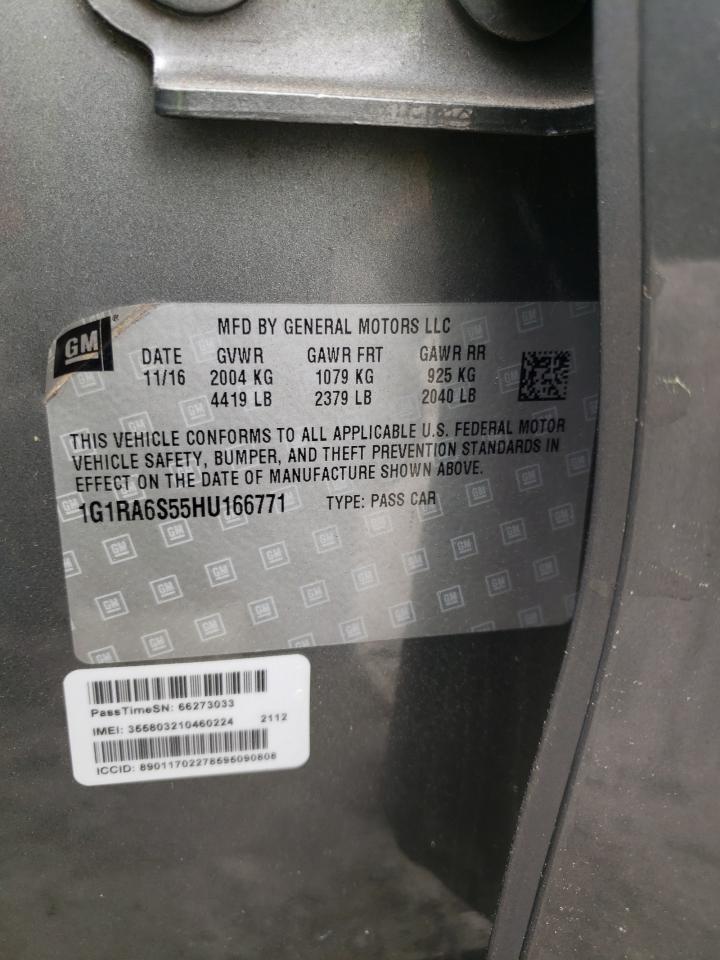 MFD BY GENERAL MOTORS LLC
GM®
DATE GVWR GAWR FRT GAWR RR
11/16 2004 KG 1079 KG 925 KG
4419 LB 2379 LB 2040 LB
THIS VEHICLE CONFORMS TO ALL APPLICABLE U.S. FEDERAL MOTOR
VEHICLE SAFETY, BUMPER, AND THEFT PREVENTION STANDARDS IN
EFFECT ON THE DATE OF MANUFACTURE SHOWN ABOVE.
1G1RA6S55HU166771 TYPE: PASS CAR
PassTimeSN: 66273033
IMEI: 355803210460224 2112
ICCID: 89011702278595090808